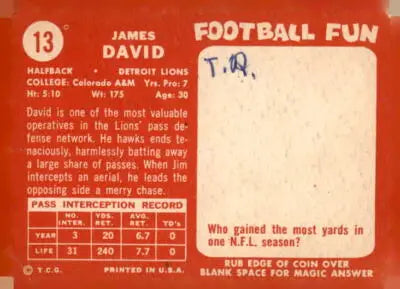 13
JAMES
DAVID
HALFBACK • DETROIT LIONS
COLLEGE: Colorado A&M Yrs. Pro: 7
Ht: 5:10 Wt: 175 Age: 30
David is one of the most valuable
operatives in the Lions' pass de-
fense network. He hawks ends te-
naciously, harmlessly batting away
a large share of passes. When Jim
intercepts an aerial, he leads the
opposing side a merry chase.
PASS INTERCEPTION RECORD
NO. INTER. YDS. RET. AVG. RET. TD's
YEAR 3 20 6.7 0
LIFE 31 240 7.7 0
© T.C.G. PRINTED IN U.S.A.
FOOTBALL FUN
Who gained the most yards in
one N.F.L. season?
RUB EDGE OF COIN OVER
BLANK SPACE FOR MAGIC ANSWER